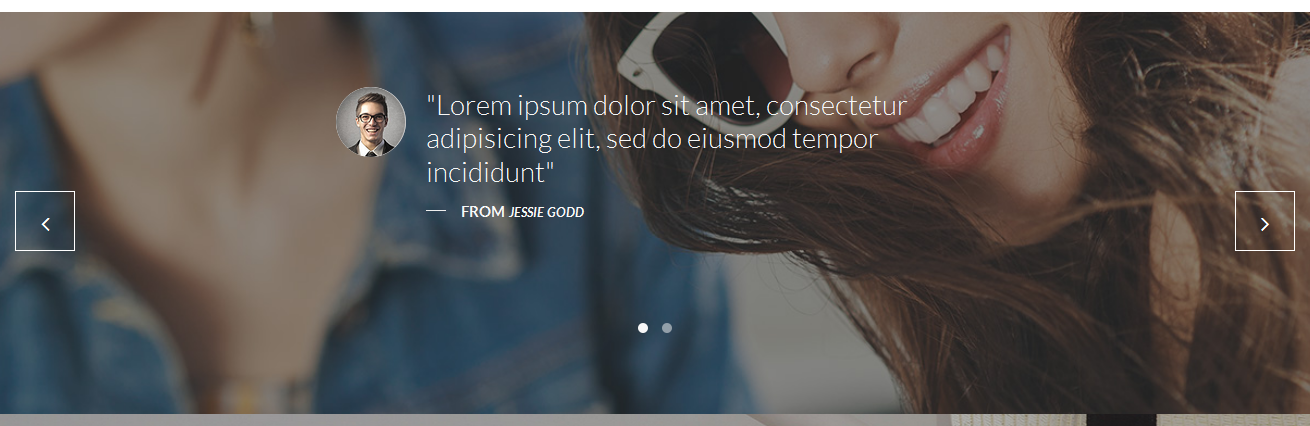 "Lorem ipsum dolor sit amet, consectetur
adipisicing elit, sed do eiusmod tempor
incididunt"
FROM JESSIE GODD